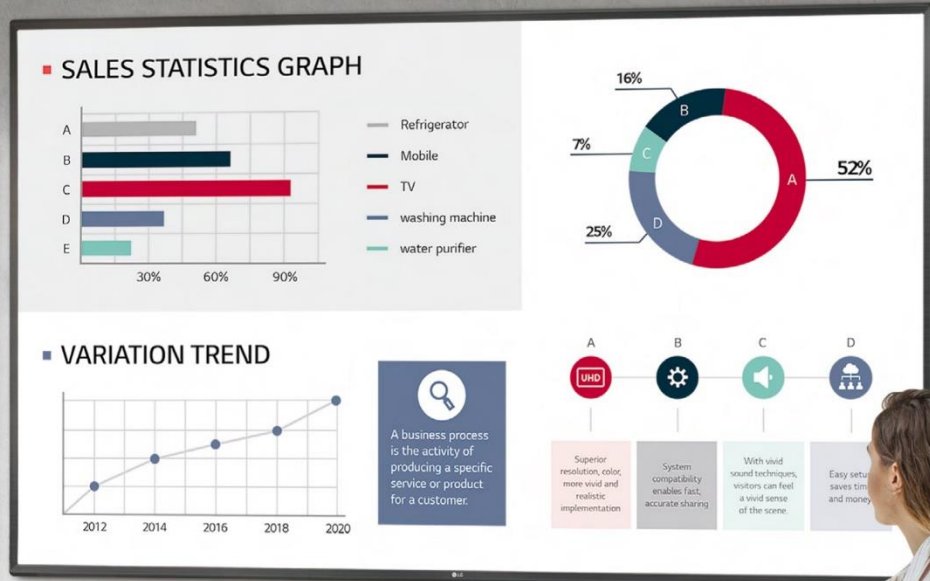 SALES STATISTICS GRAPH
A
B
C
D
E
30% 60% 90%
Refrigerator
Mobile
TV
washing machine
water purifier
16%
7%
25%
52%
B
C
D
A
VARIATION TREND
2012 2014 2016 2018 2020
A business process
is the activity of
producing a specific
service or product
for a customer.
A B C D
UHD
Superior
resolution, color,
more vivid and
realistic
implementation
System
compatibility
enables fast,
accurate sharing
With vivid
sound techniques,
visitors can feel
a vivid sense
of the scene.
Easy
saves
and money
LG